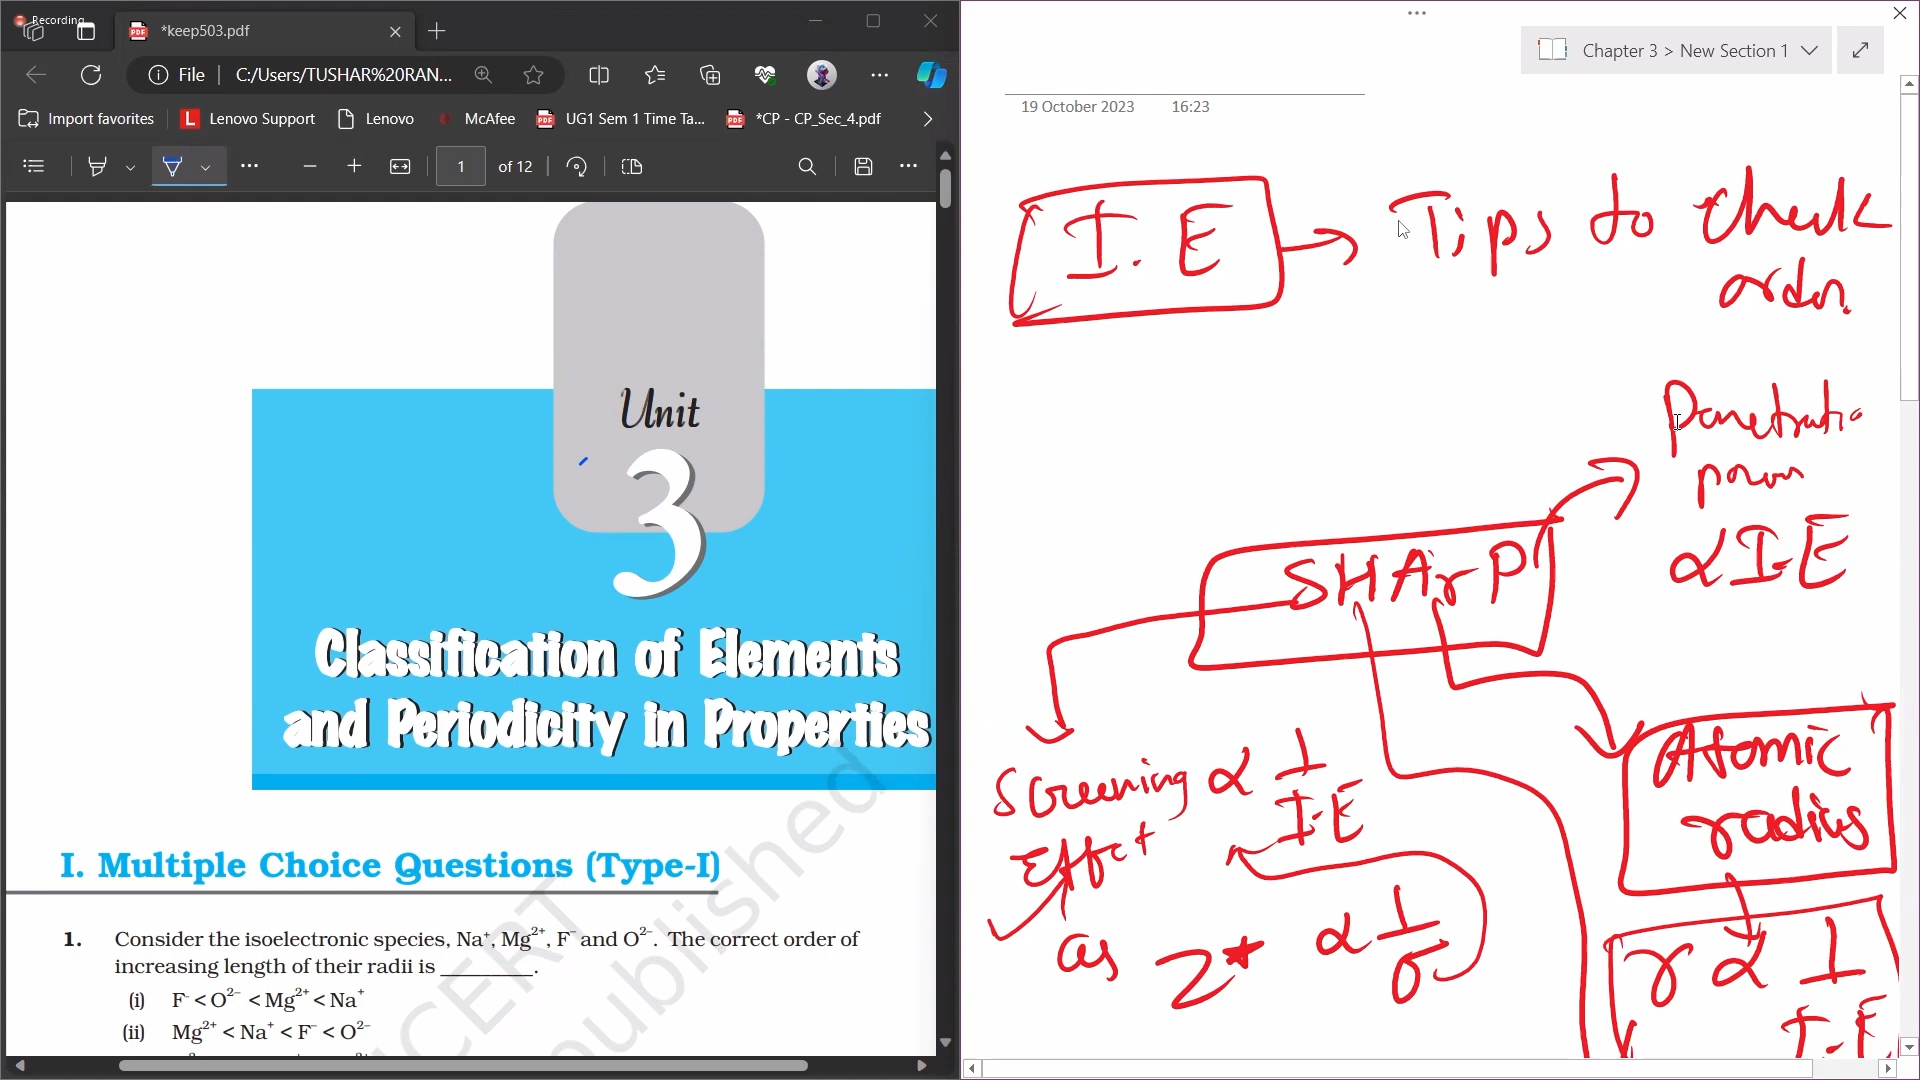 Recording
*keep503.pdf
File
C:/Users/TUSHAR%20RAN...
Import favorites
Lenovo Support
Lenovo
McAfee
UG1 Sem 1 Time Ta...
*CP - CP_Sec_4.pdf
1
of 12
Unit
3
Classification of Elements
and Periodicity in Properties
I. Multiple Choice Questions (Type-I)
1. Consider the isoelectronic species, Na⁺, Mg²⁺, F⁻ and O²⁻. The correct order of
increasing length of their radii is _________.
(i) F⁻ < O²⁻ < Mg²⁺ < Na⁺
(ii) Mg²⁺ < Na⁺ < F⁻ < O²⁻
NCERT
published
Chapter 3 > New Section 1
19 October 2023 16:23
I.E → Tips to check
order.
Penetratio
power
α I.E
SHArP
Screening α 1/I.E
Effect
as Z* α 1/σ
Atomic
radius
r α 1/I.E